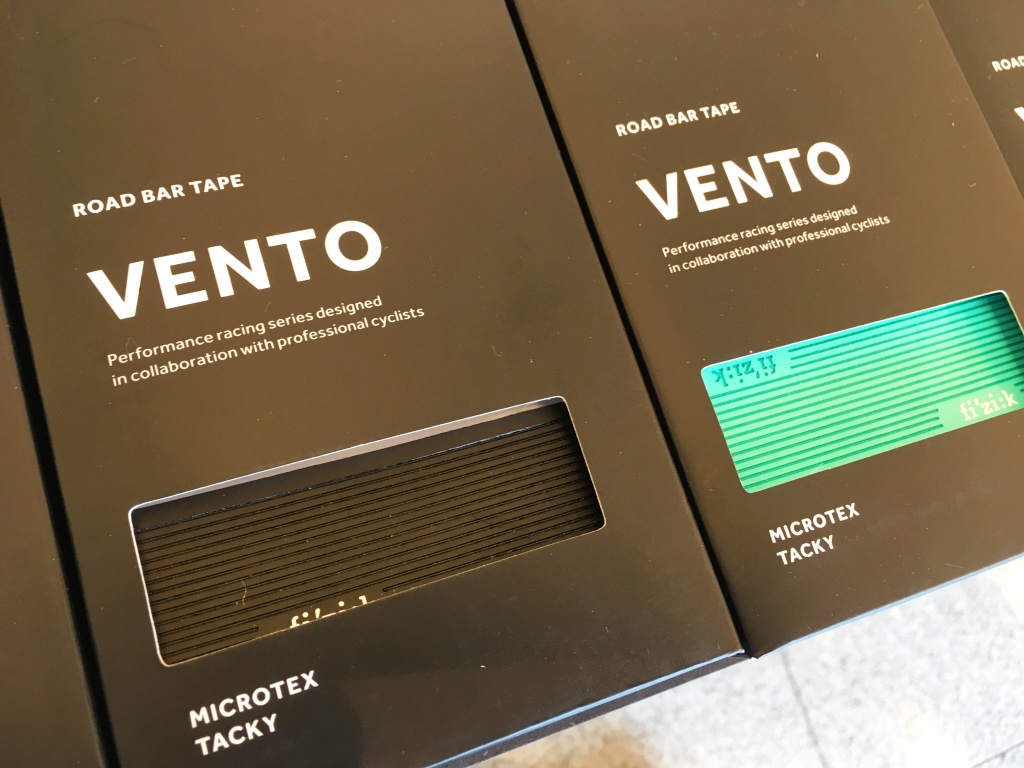 ROAD BAR TAPE
VENTO
Performance racing series designed
in collaboration with professional cyclists
MICROTEX
TACKY
ROAD BAR TAPE
VENTO
Performance racing series designed
in collaboration with professional cyclists
fi'zi:k
fi'zi:k
MICROTEX
TACKY